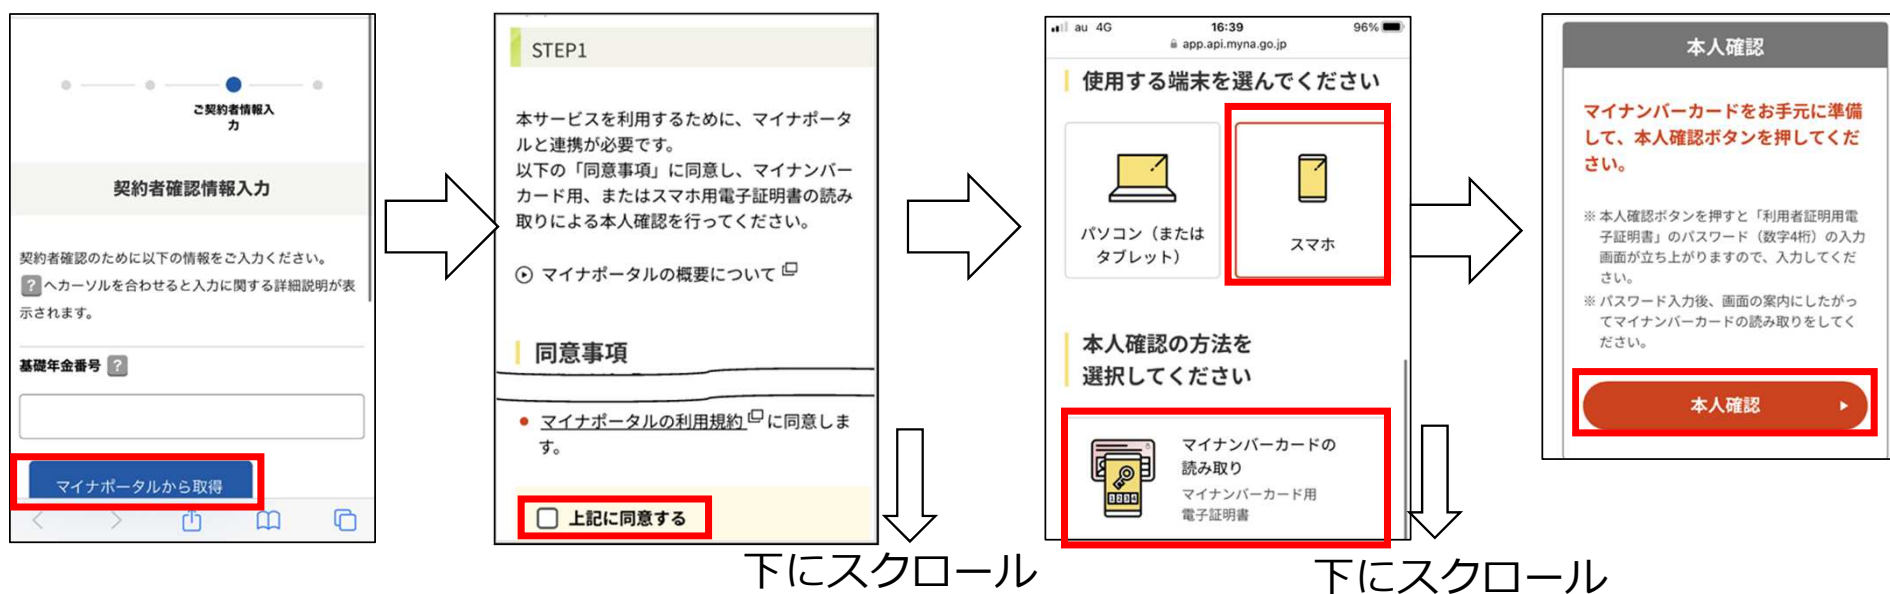 ご契約者情報入
力
契約者確認情報入力
契約者確認のために以下の情報をご入力ください。
?へカーソルを合わせると入力に関する詳細説明が表
示されます。
基礎年金番号 ?
マイナポータルから取得
STEP1
本サービスを利用するために、マイナポータ
ルと連携が必要です。
以下の「同意事項」に同意し、マイナンバー
カード用、またはスマホ用電子証明書の読み
取りによる本人確認を行ってください。
マイナポータルの概要について
同意事項
マイナポータルの利用規約 に同意しま
す。
上記に同意する
下にスクロール
au 4G 16:39 96%
app.api.myna.go.jp
使用する端末を選んでください
パソコン（または
タブレット）
スマホ
本人確認の方法を
選択してください
マイナンバーカードの
読み取り
マイナンバーカード用
電子証明書
1234
下にスクロール
本人確認
マイナンバーカードをお手元に準備
して、本人確認ボタンを押してくだ
さい。
※ 本人確認ボタンを押すと「利用者証明用電
子証明書」のパスワード（数字4桁）の入力
画面が立ち上がりますので、入力してくだ
さい。
※ パスワード入力後、画面の案内にしたがっ
てマイナンバーカードの読み取りをしてく
ださい。
本人確認